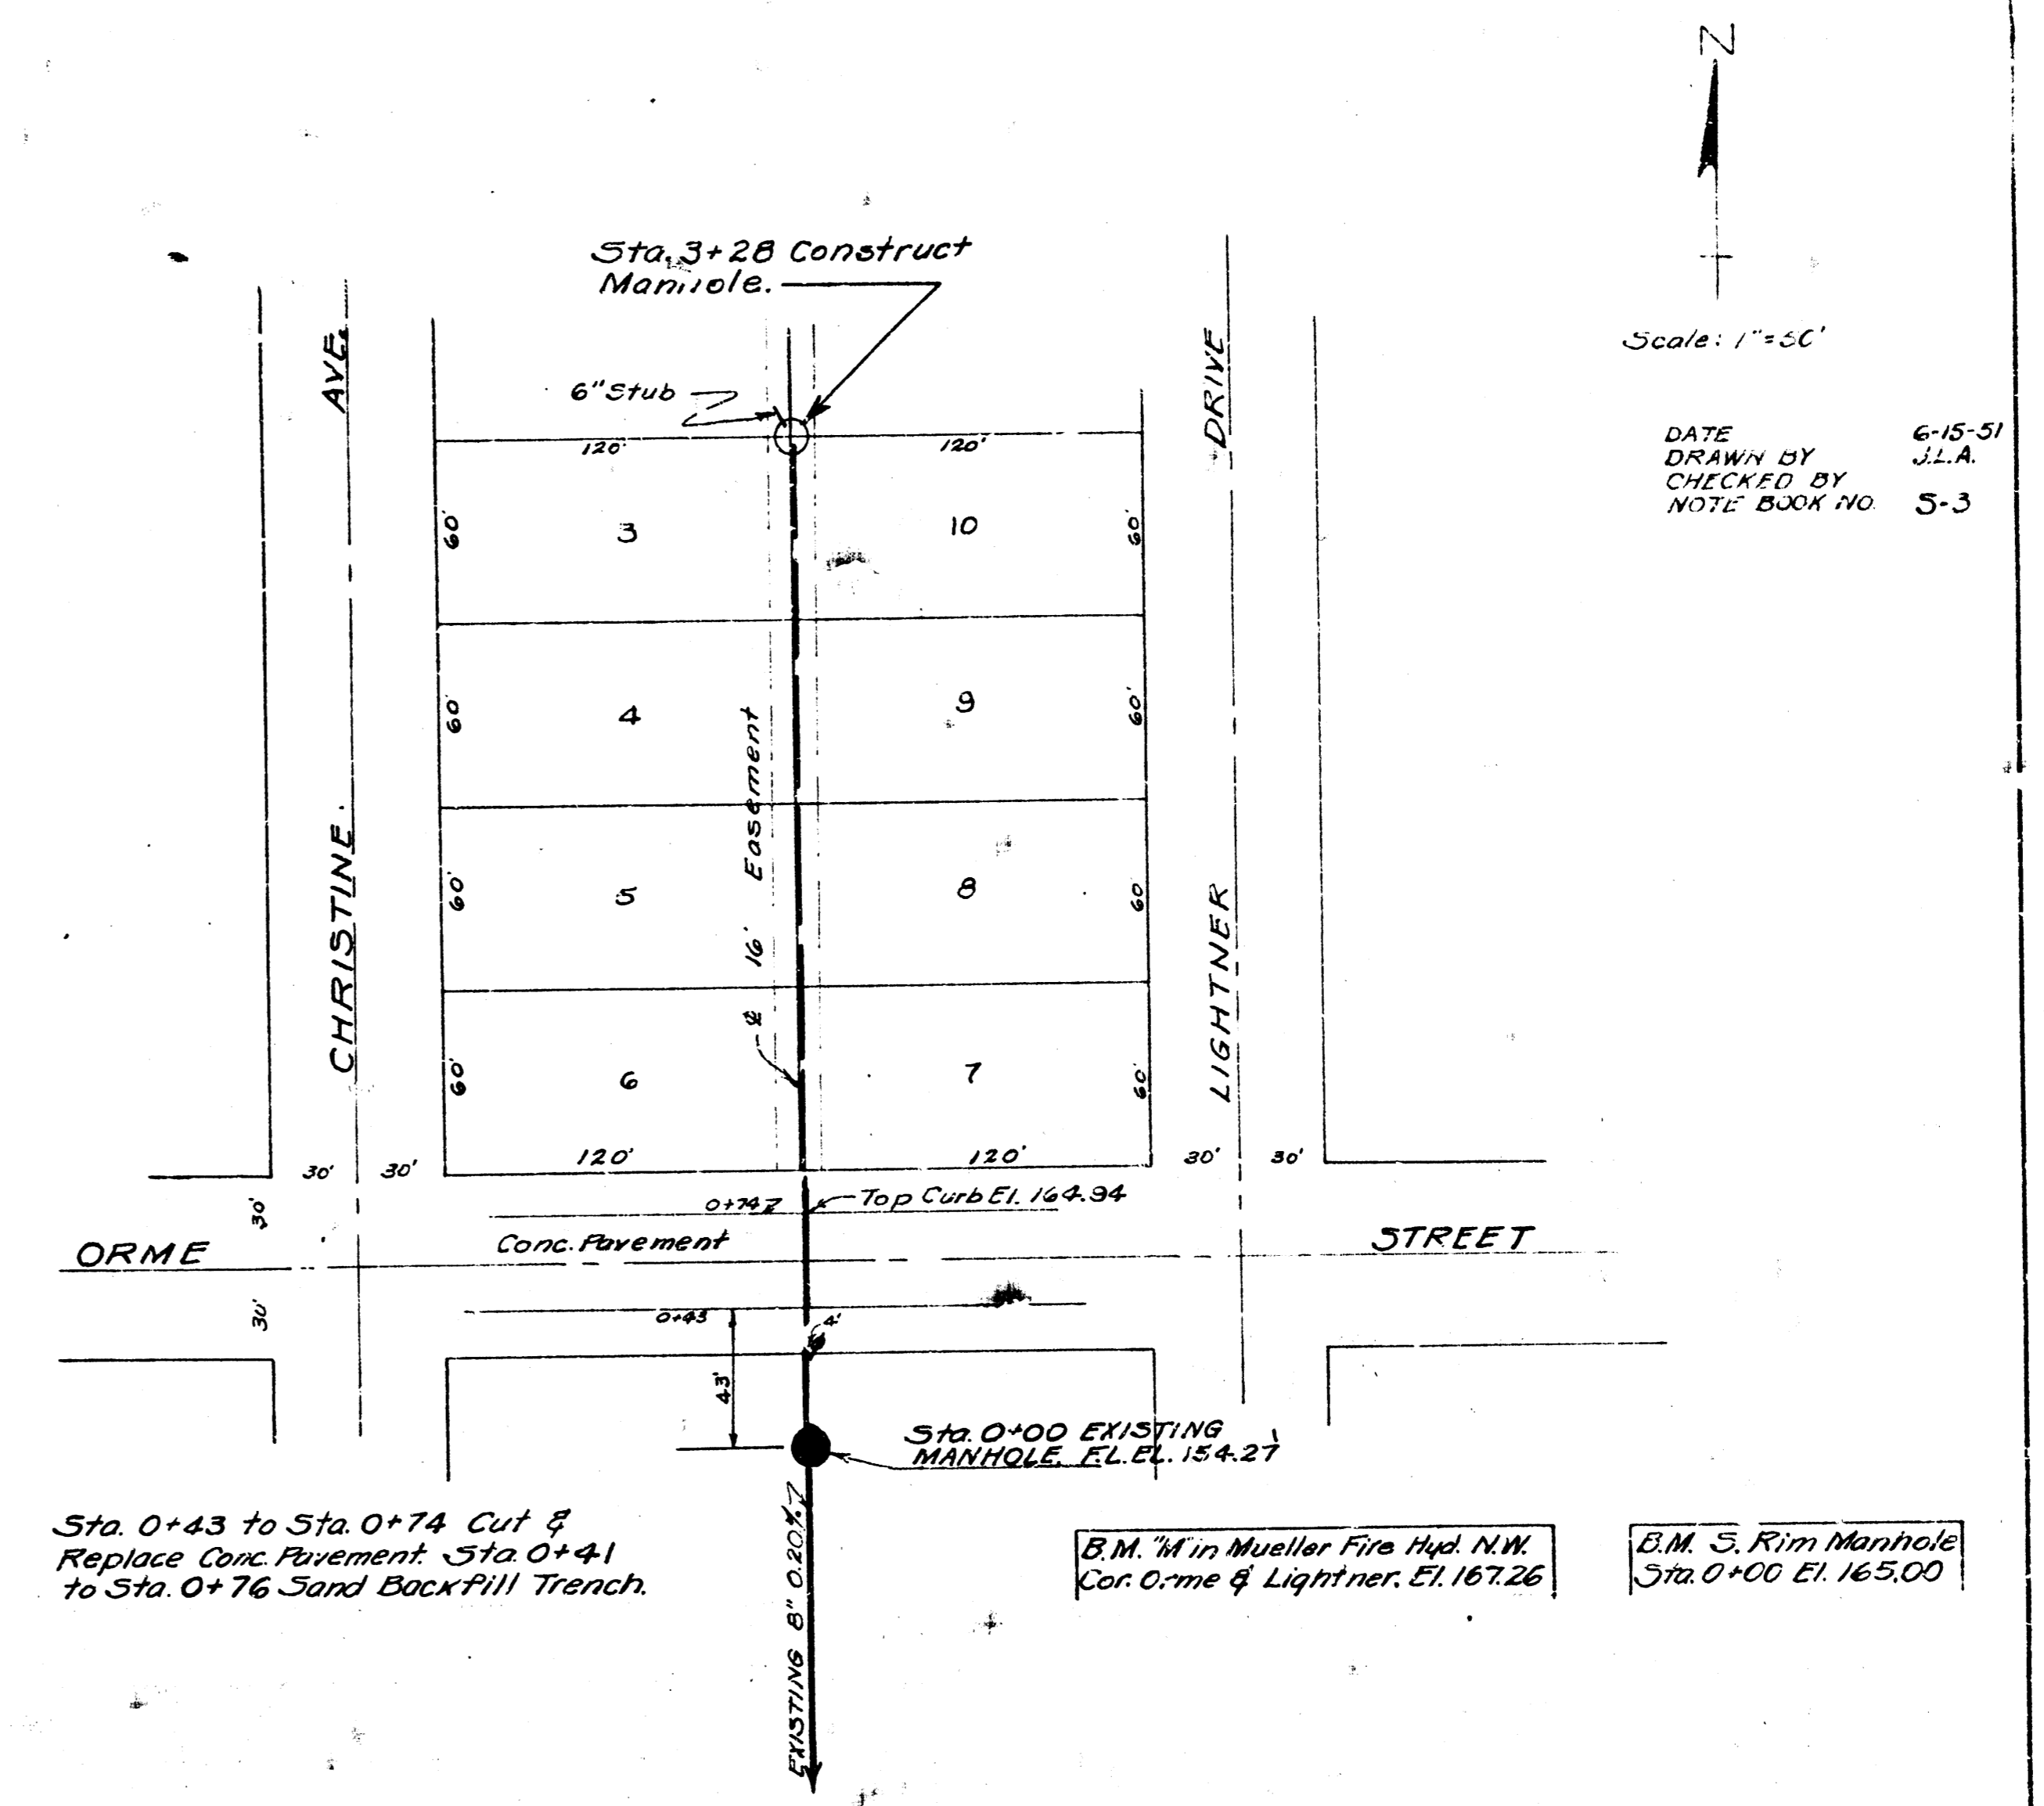 N
Sta. 3+28 Construct
Manhole.
Scale: 1"=50'
AVE.
DRIVE
6" Stub
DATE 6-15-51
DRAWN BY J.L.A.
CHECKED BY
NOTE BOOK NO. S-3
120' 120'
60' 3 10 60'
60' 4 9 60'
16' Easement
60' 5 8 60
CHRISTINE.
LIGHTNER
℄
60' 6 7 60'
30' 30' 120' 120' 30' 30'
30'
0+74 Top Curb El. 164.94
ORME Conc. Pavement STREET
30'
0+43 4'
43'
Sta. 0+00 EXISTING
MANHOLE. F.L. EL. 154.27
EXISTING 8" 0.20%
Sta. 0+43 to Sta. 0+74 Cut &
Replace Conc. Pavement. Sta. 0+41
to Sta. 0+76 Sand Backfill Trench.
B.M. "M" in Mueller Fire Hyd. N.W.
Cor. Orme & Lightner. El. 167.26
B.M. S. Rim Manhole
Sta. 0+00 El. 165.00